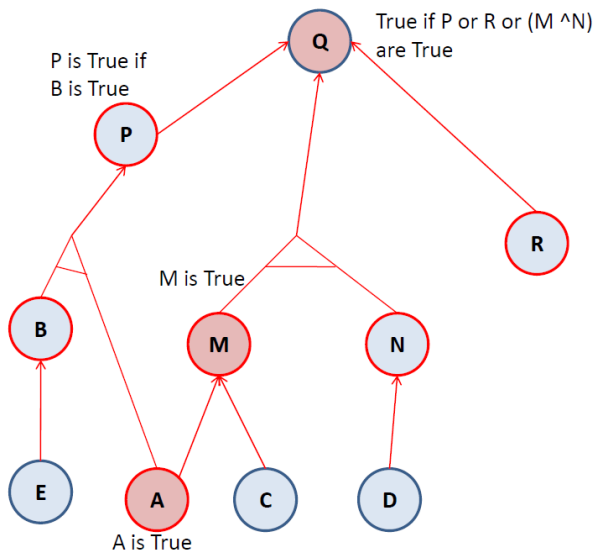 Q
True if P or R or (M ^N)
are True
P is True if
B is True
P
R
M is True
B
M
N
E
A
C
D
A is True